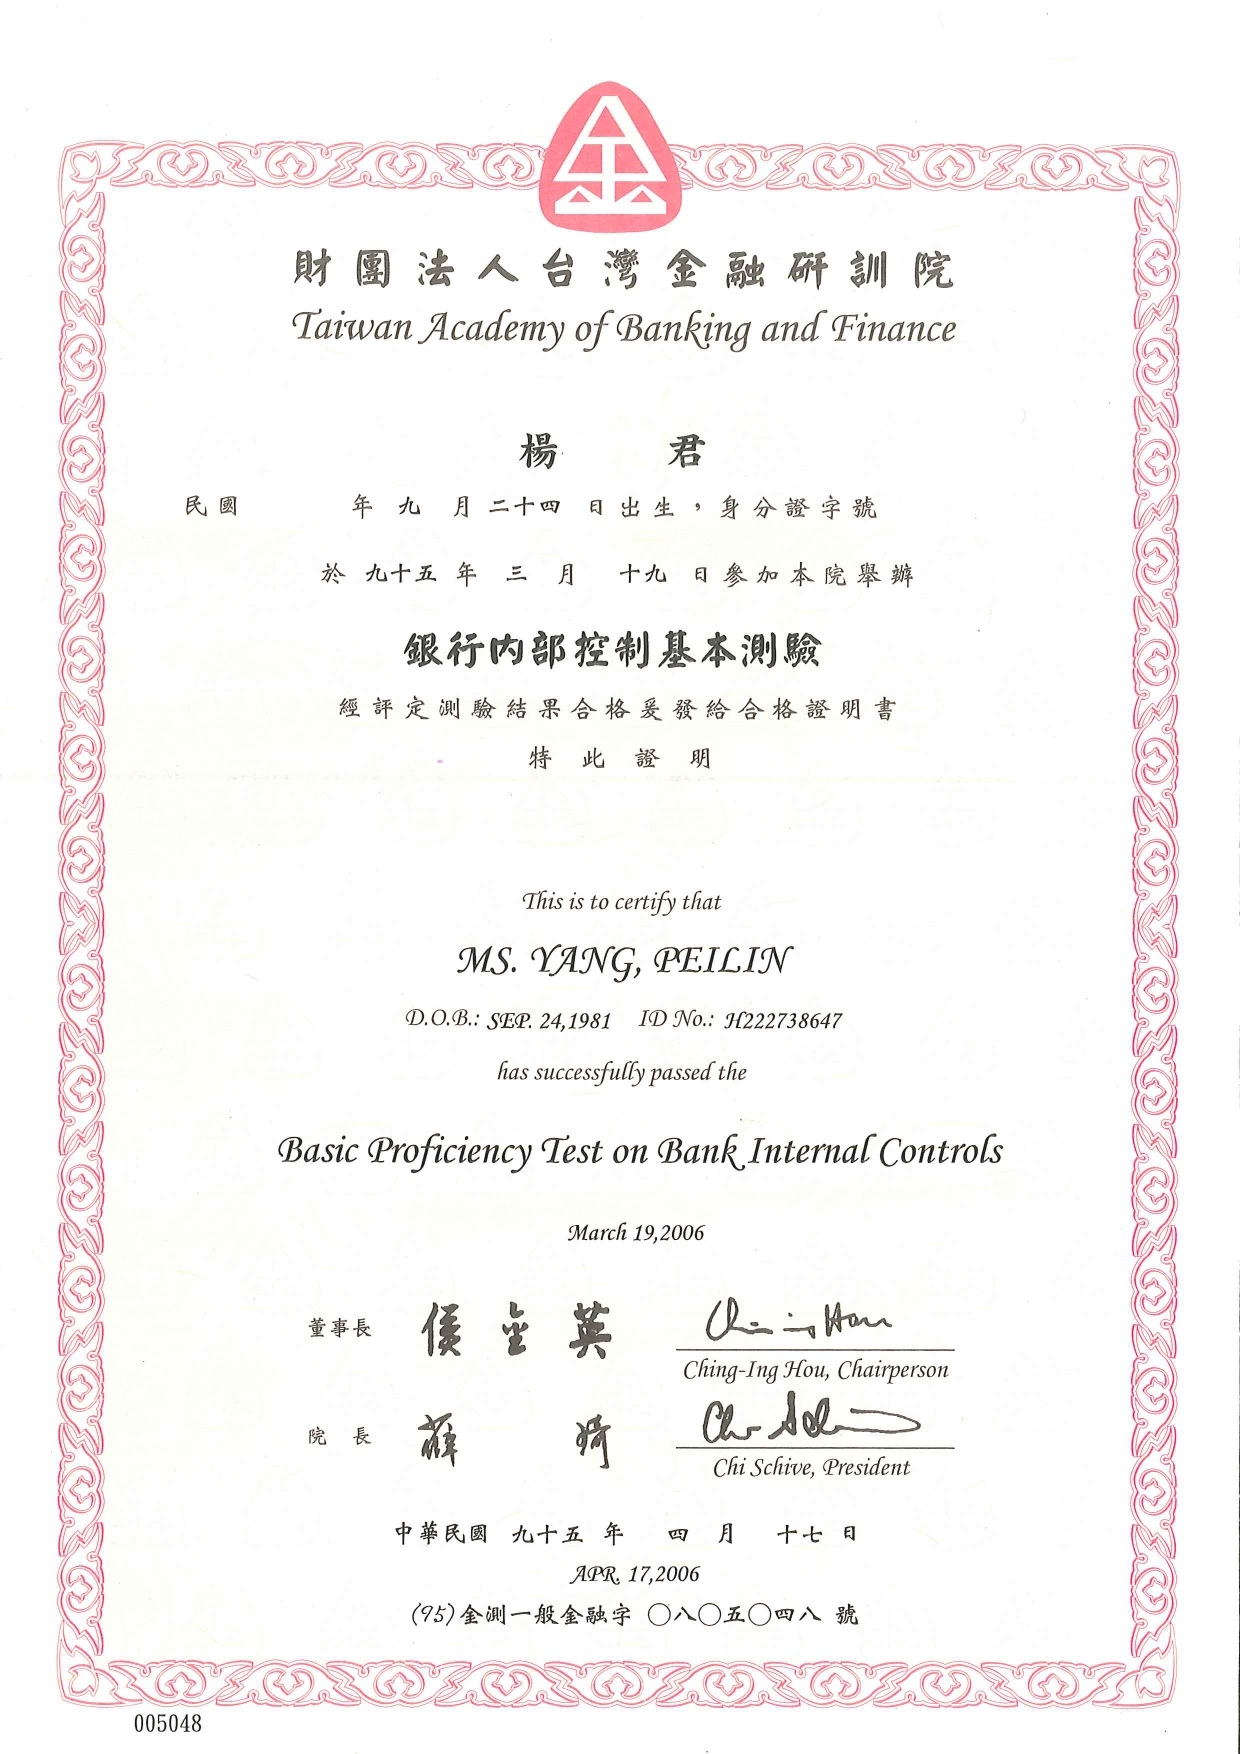 財團法人台灣金融研訓院
Taiwan Academy of Banking and Finance
楊 君
民國 年 九 月 二十四 日出生，身分證字號
於 九十五 年 三 月 十九 日參加本院舉辦
銀行內部控制基本測驗
經評定測驗結果合格爰發給合格證明書
特此證明
This is to certify that
MS. YANG, PEILIN
D.O.B.: SEP. 24,1981 ID No.: H222738647
has successfully passed the
Basic Proficiency Test on Bank Internal Controls
March 19,2006
董事長 侯金英
Ching-Ing Hou, Chairperson
院長 薛琦
Chi Schive, President
中華民國 九十五 年 四 月 十七 日
APR. 17,2006
(95)金測一般金融字 〇八〇五〇四八 號
005048